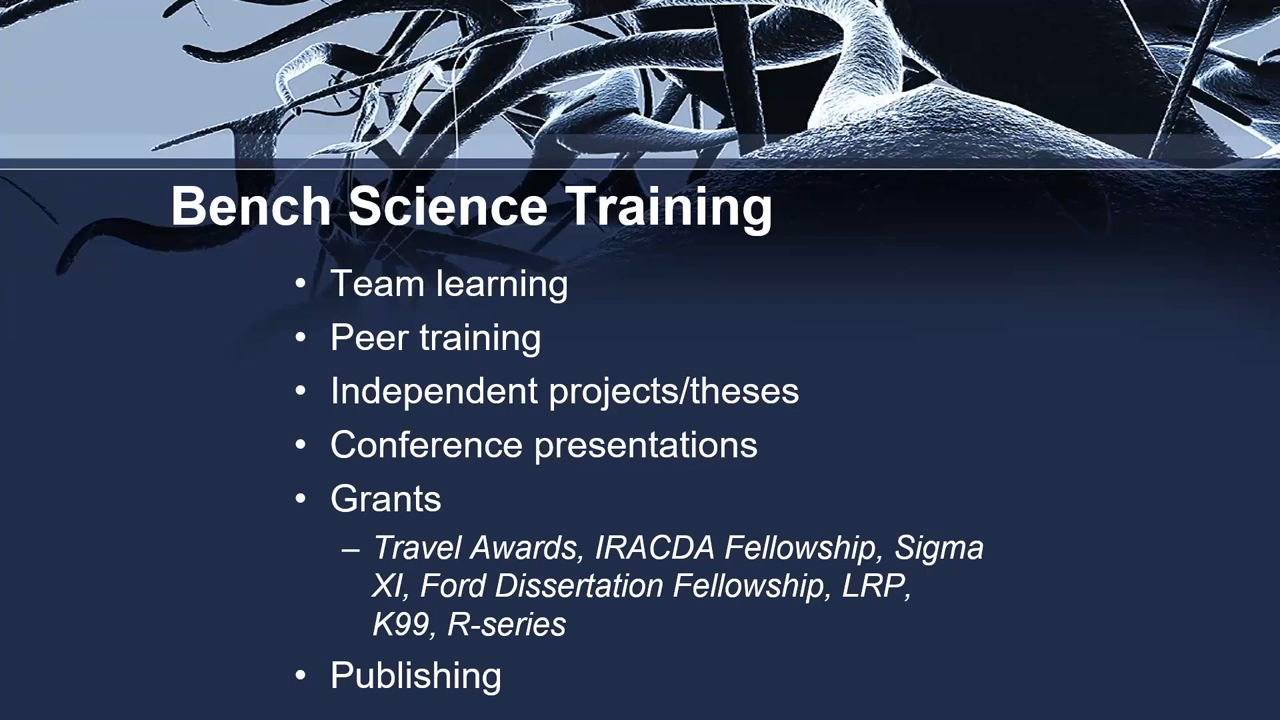 Bench Science Training
• Team learning
• Peer training
• Independent projects/theses
• Conference presentations
• Grants
– Travel Awards, IRACDA Fellowship, Sigma
XI, Ford Dissertation Fellowship, LRP,
K99, R-series
• Publishing